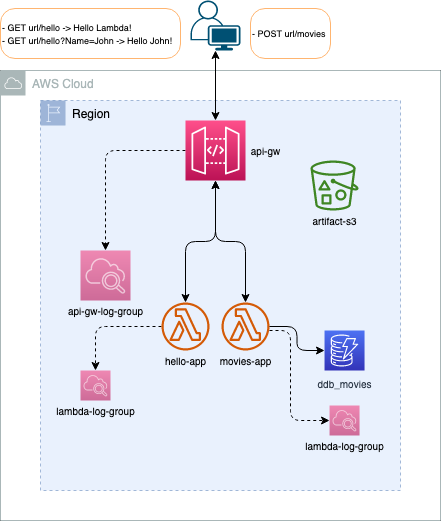 - GET url/hello -> Hello Lambda!
- GET url/hello?Name=John -> Hello John!
- POST url/movies
AWS Cloud
Region
api-gw
artifact-s3
api-gw-log-group
hello-app
movies-app
ddb_movies
lambda-log-group
lambda-log-group